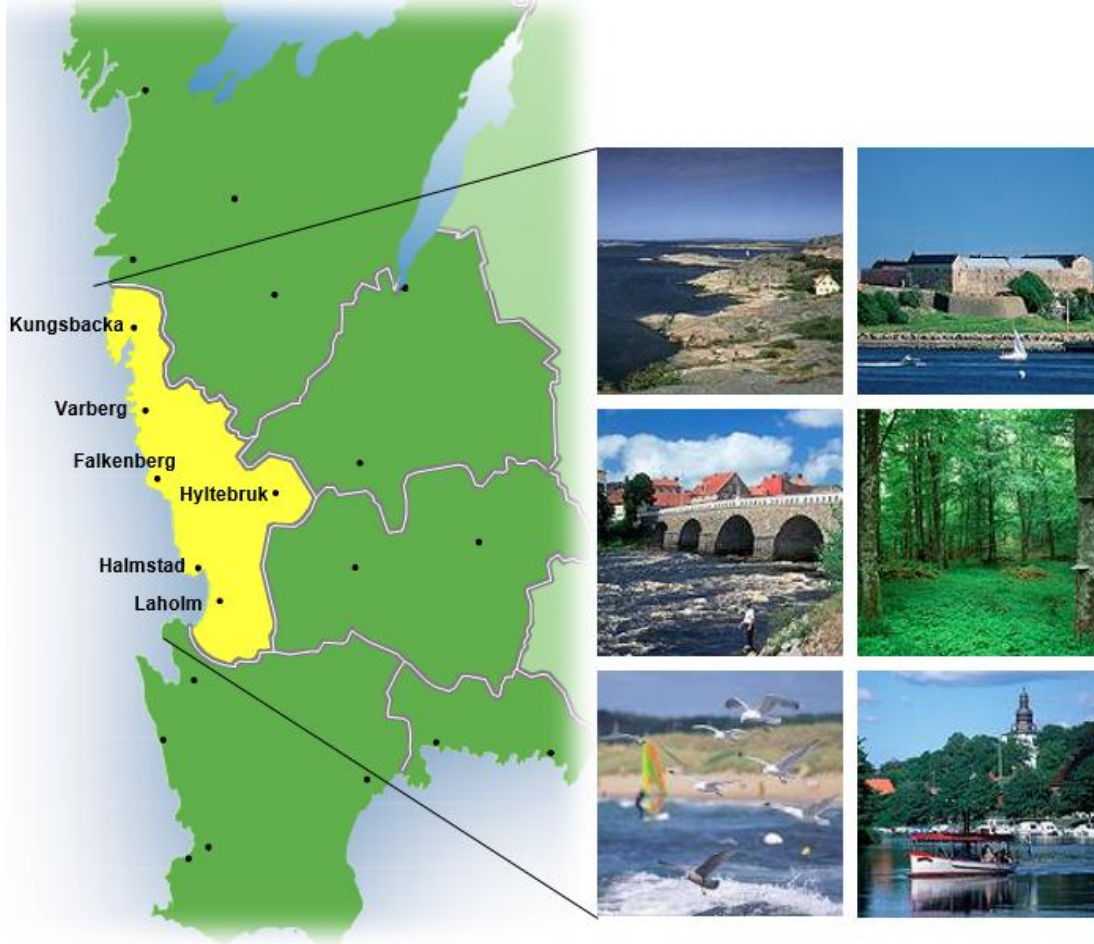 Kungsbacka
Varberg
Falkenberg
Hyltebruk
Halmstad
Laholm